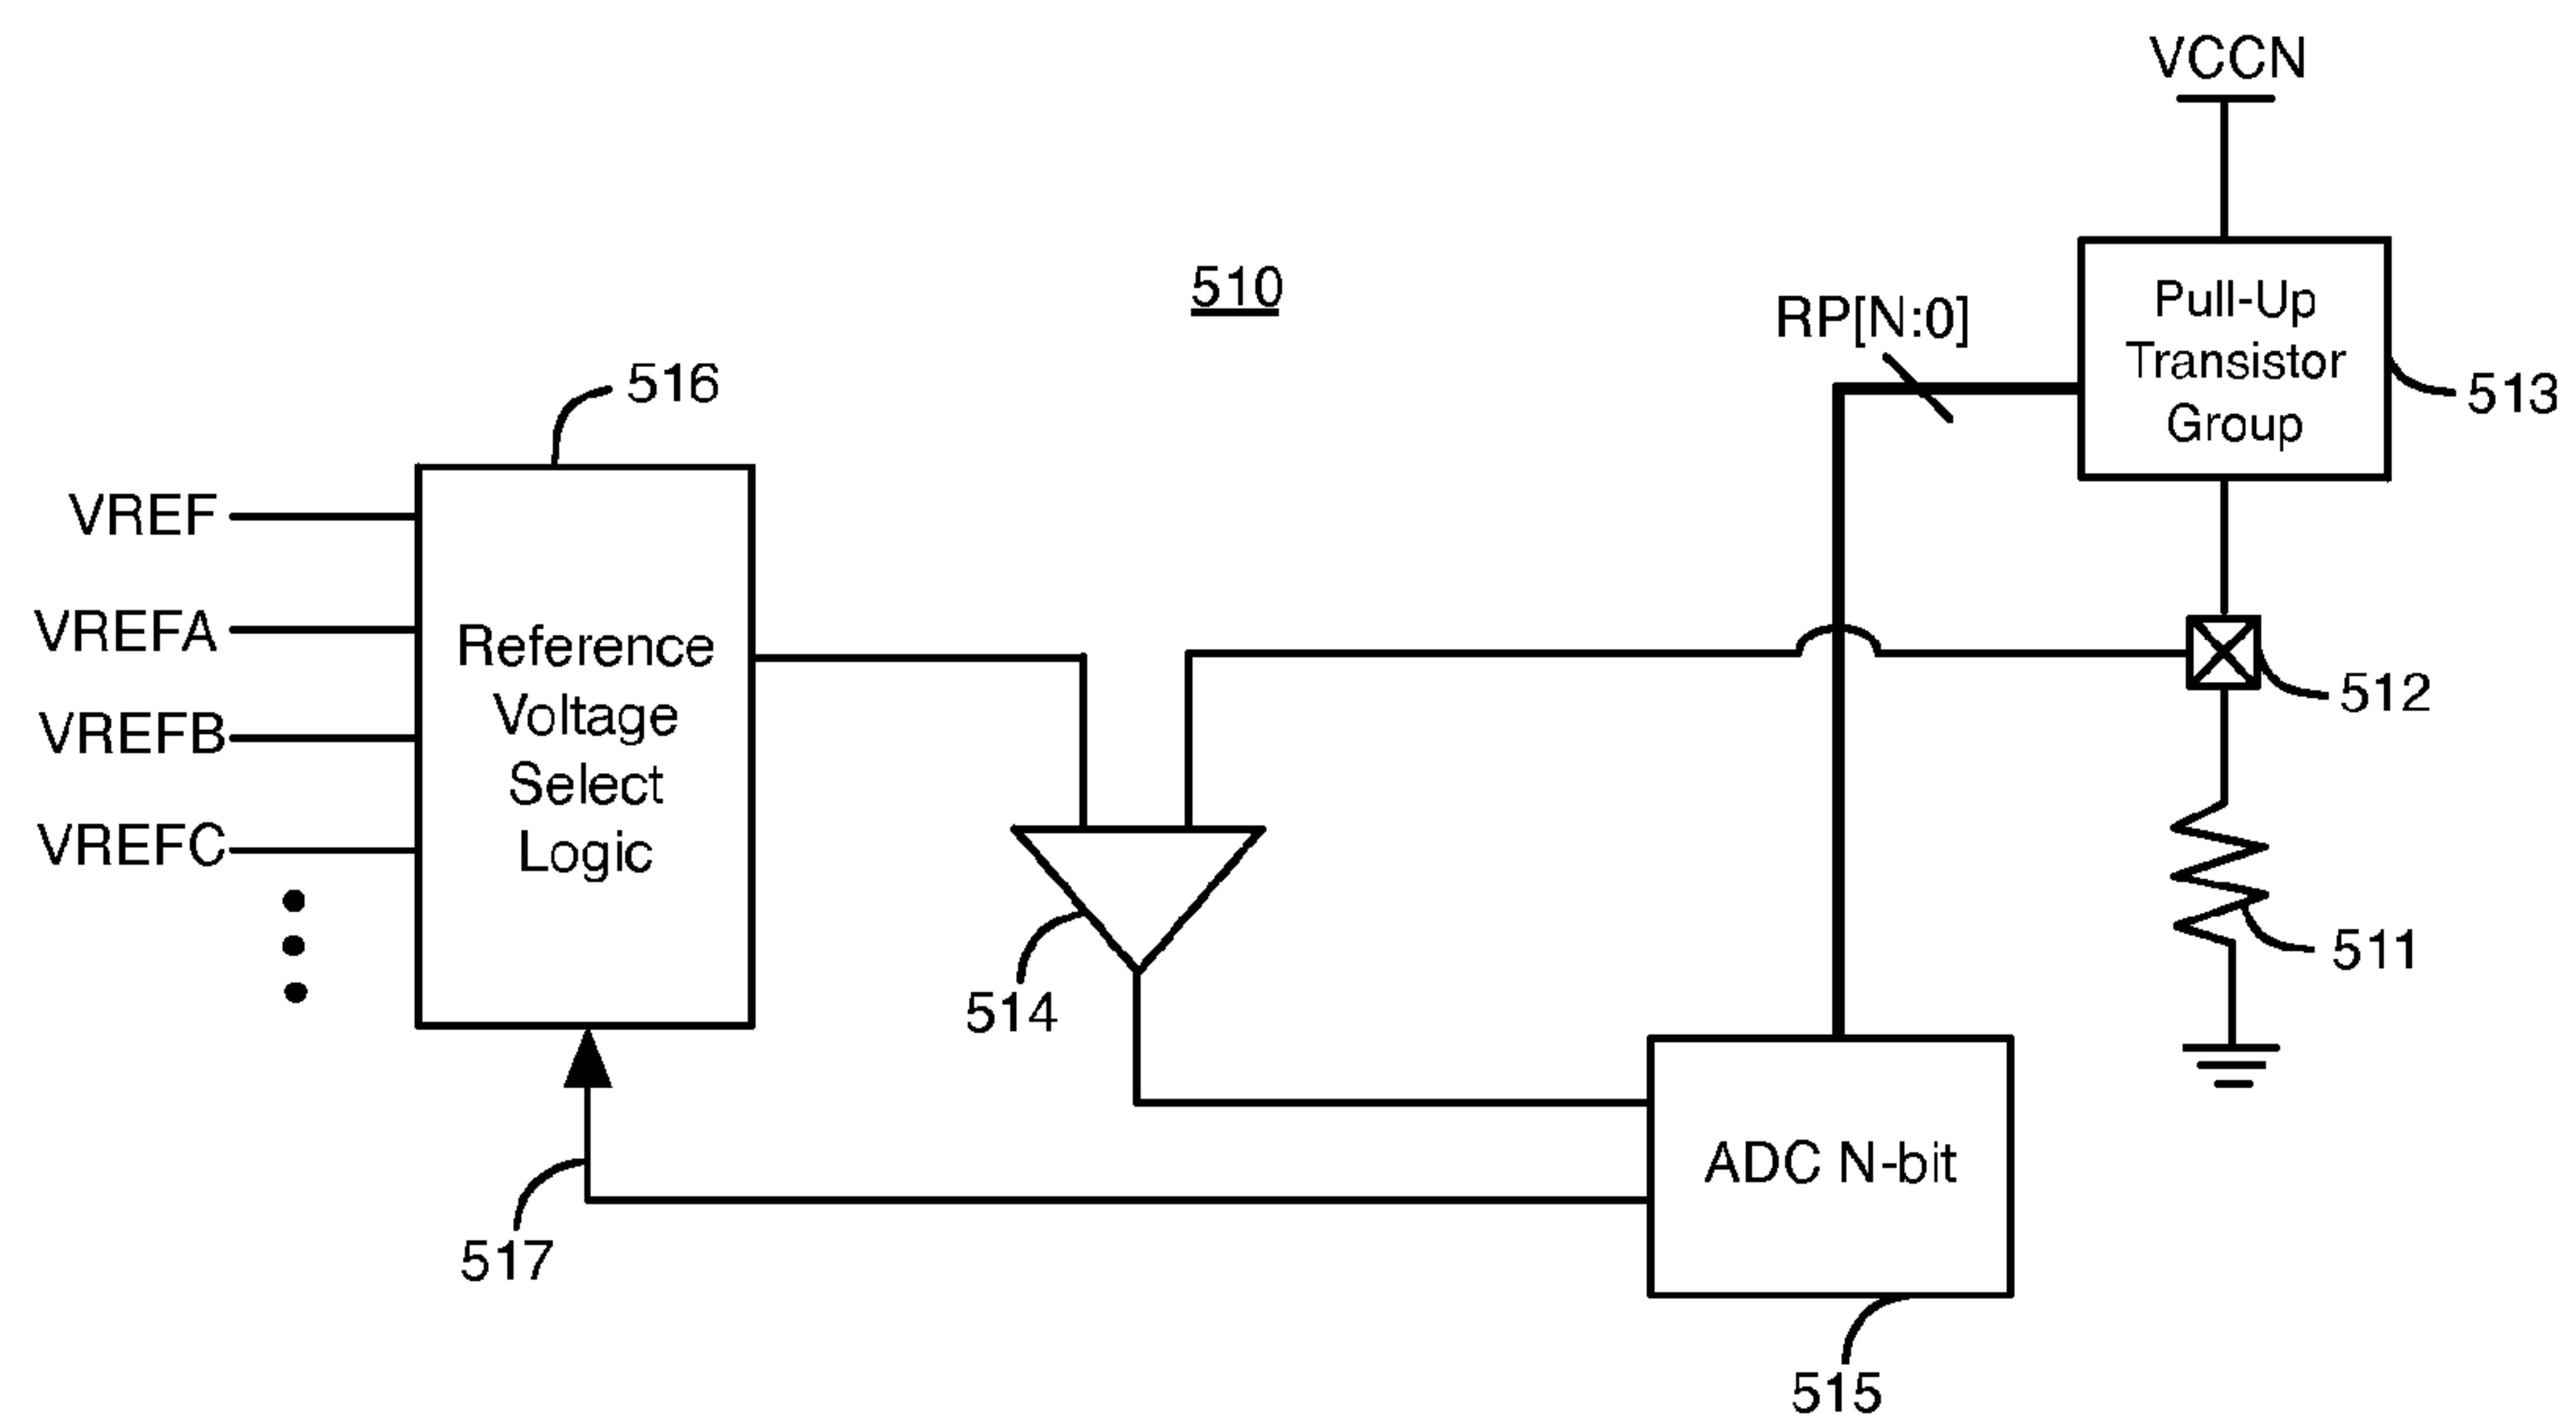 VCCN
510
RP[N:0]
Pull-Up
Transistor
Group
513
516
VREF
VREFA
VREFB
VREFC
Reference
Voltage
Select
Logic
512
511
514
ADC N-bit
517
515